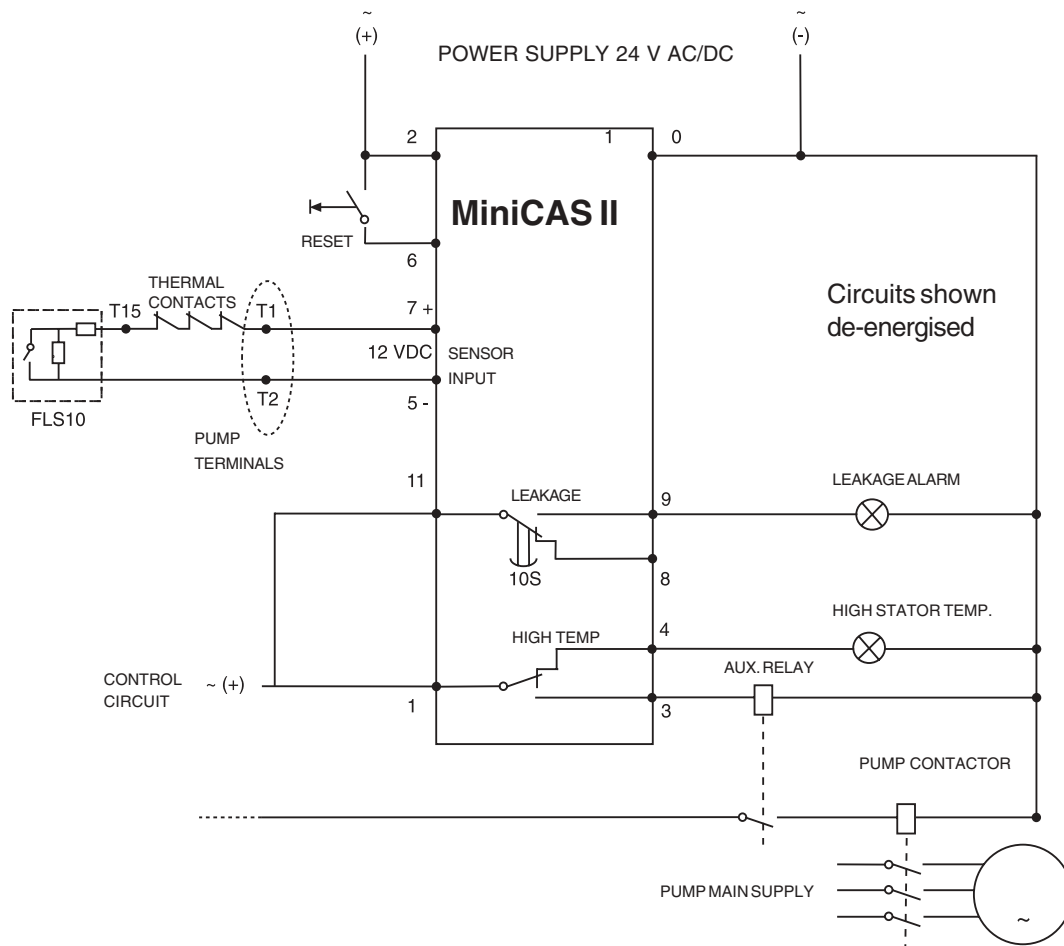 ~
(+)
POWER SUPPLY 24 V AC/DC
~
(-)
2
1
0
MiniCAS II
RESET
6
THERMAL
CONTACTS
T15
T1
7 +
Circuits shown
de-energised
12 VDC
SENSOR
INPUT
T2
5 -
FLS10
PUMP
TERMINALS
11
LEAKAGE
9
LEAKAGE ALARM
10S
8
HIGH TEMP
4
HIGH STATOR TEMP.
AUX. RELAY
CONTROL
CIRCUIT
~ (+)
1
3
PUMP CONTACTOR
PUMP MAIN SUPPLY
~